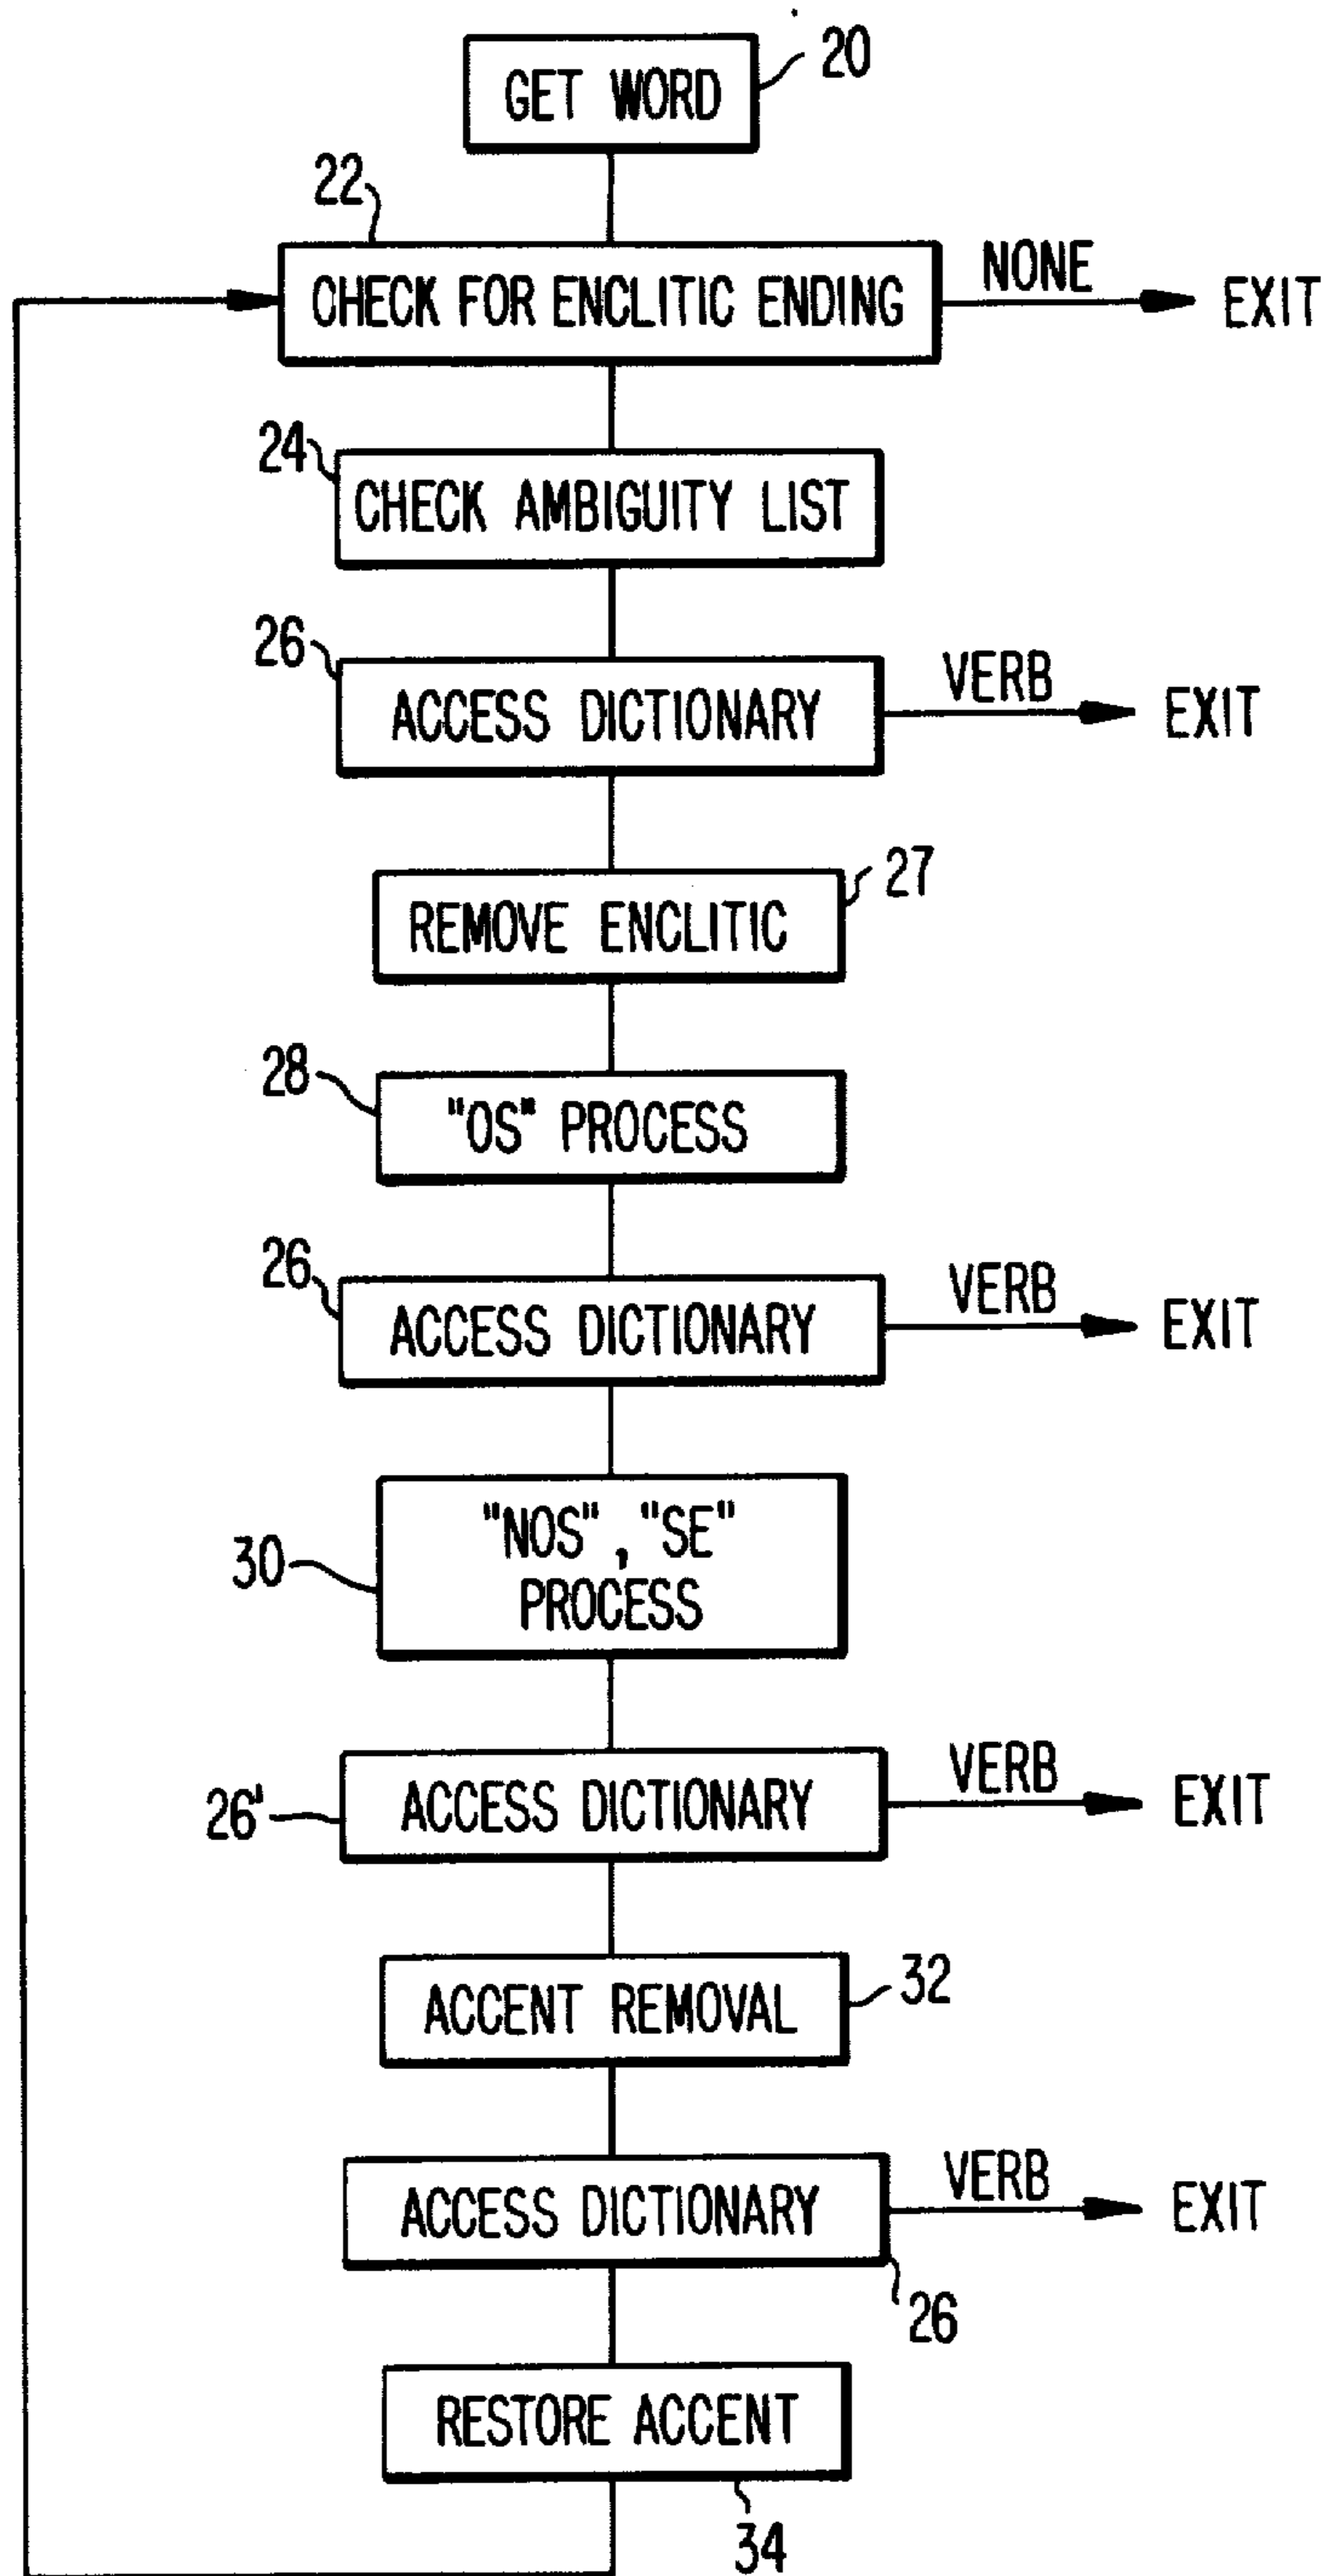 GET WORD
20
22
CHECK FOR ENCLITIC ENDING
NONE
EXIT
24
CHECK AMBIGUITY LIST
26
ACCESS DICTIONARY
VERB
EXIT
REMOVE ENCLITIC
27
28
"OS" PROCESS
26
ACCESS DICTIONARY
VERB
EXIT
30
"NOS", "SE"
PROCESS
26'
ACCESS DICTIONARY
VERB
EXIT
ACCENT REMOVAL
32
ACCESS DICTIONARY
VERB
EXIT
26
RESTORE ACCENT
34